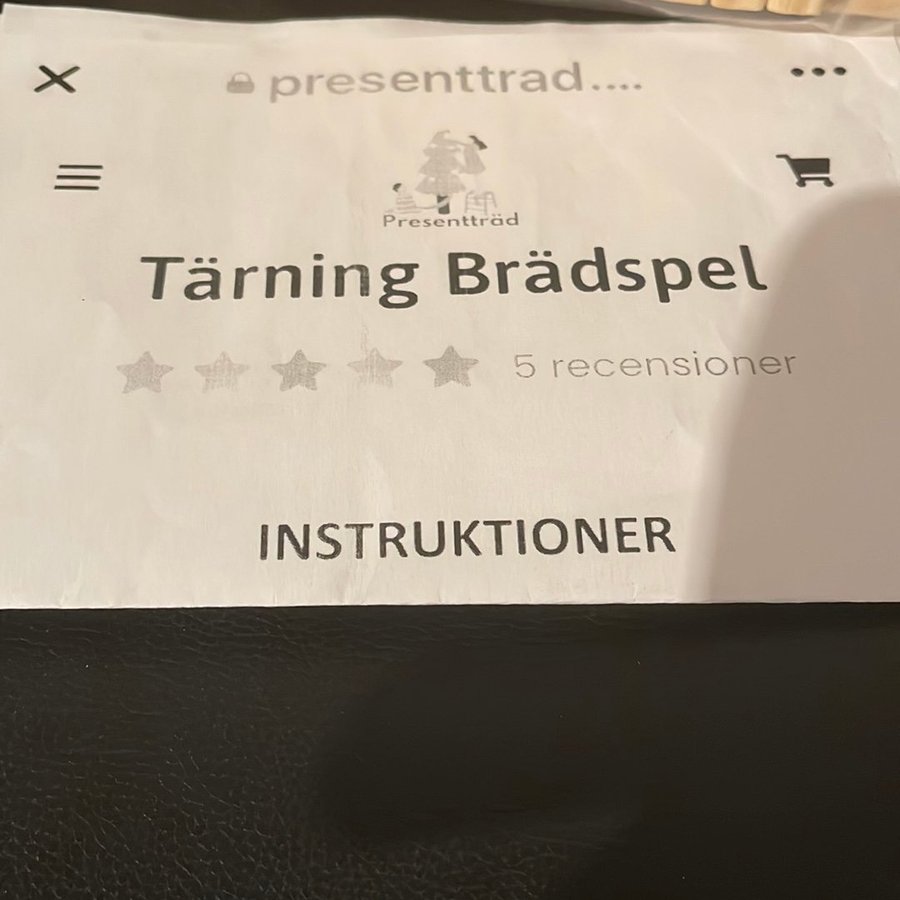 presenttrad....
Presentträd
Tärning Brädspel
5 recensioner
INSTRUKTIONER